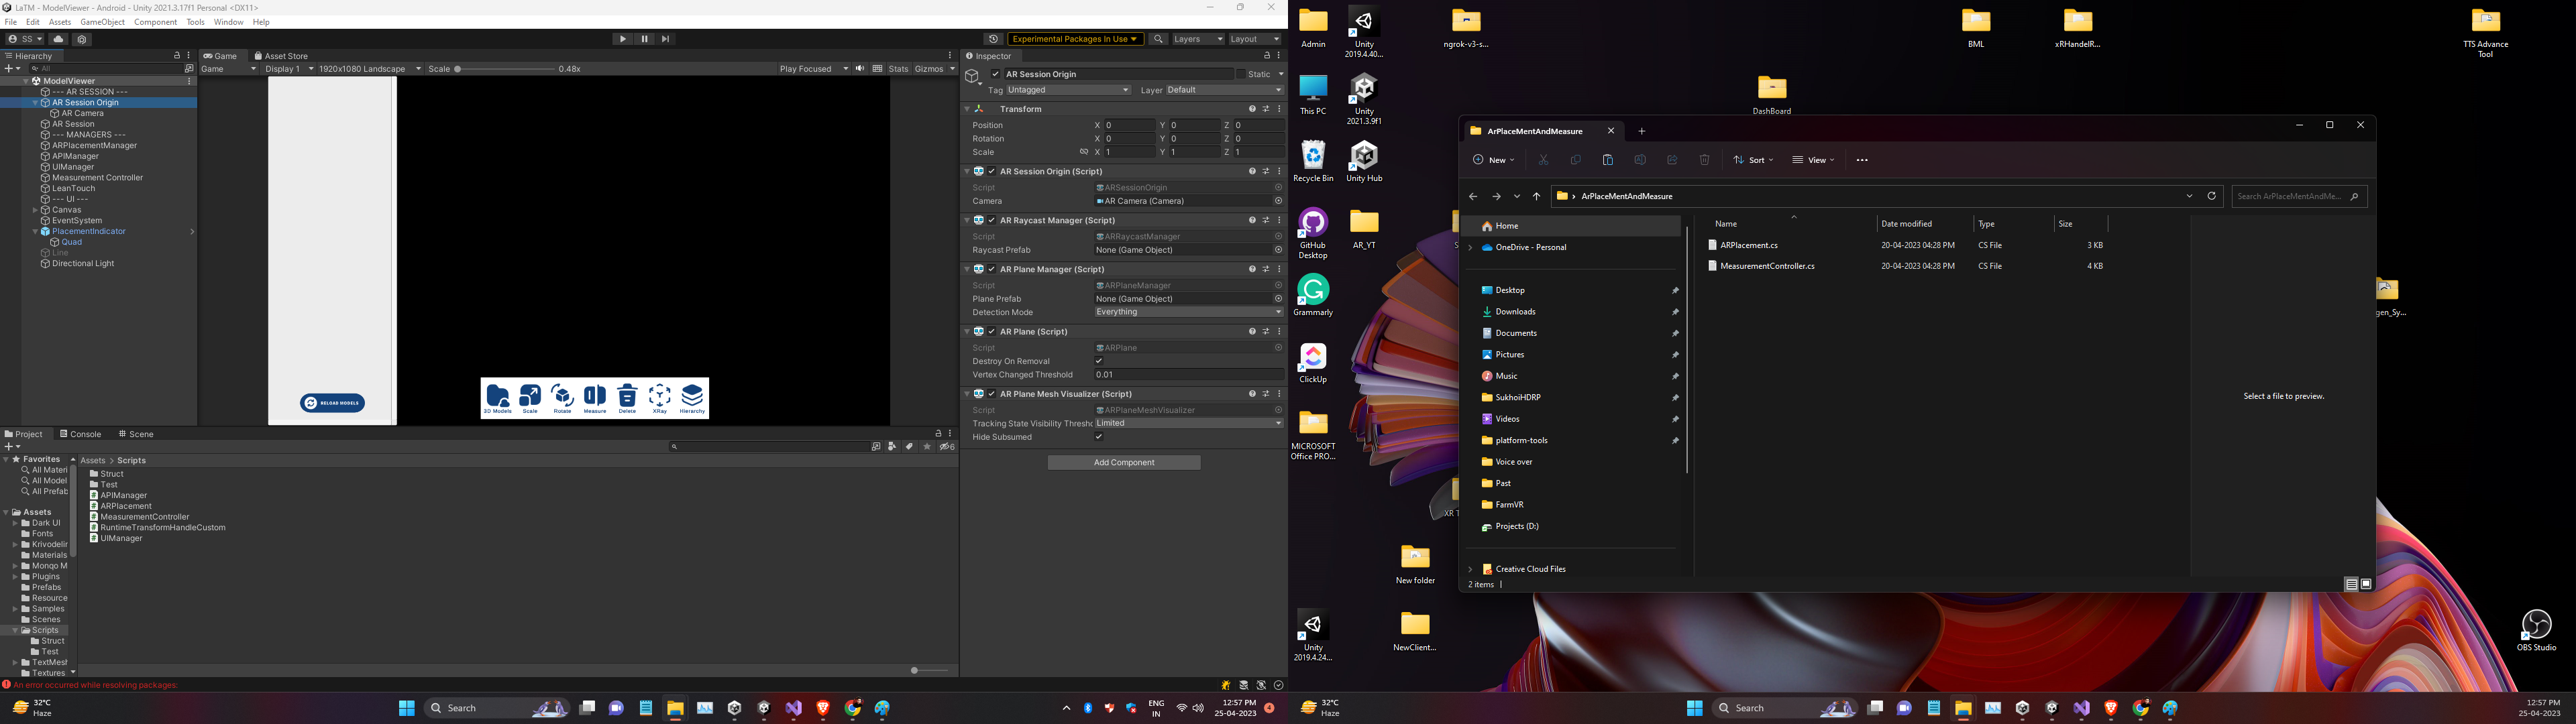 LaTM - ModelViewer - Android - Unity 2021.3.17f1 Personal <DX11>
File Edit Assets GameObject Component Tools Window Help
SS
Experimental Packages In Use
Layers
Layout
Hierarchy
All
ModelViewer
--- AR SESSION ---
AR Session Origin
AR Camera
AR Session
--- MANAGERS ---
ARPlacementManager
APIManager
UIManager
Measurement Controller
LeanTouch
--- UI ---
Canvas
EventSystem
PlacementIndicator
Quad
Line
Directional Light
Game
Asset Store
Game Display 1 1920x1080 Landscape Scale 0.48x Play Focused Stats Gizmos
RELOAD MODELS
3D Models Scale Rotate Measure Delete XRay Hierarchy
Inspector
AR Session Origin
Static
Tag Untagged Layer Default
Transform
Position X 0 Y 0 Z 0
Rotation X 0 Y 0 Z 0
Scale X 1 Y 1 Z 1
AR Session Origin (Script)
Script ARSessionOrigin
Camera AR Camera (Camera)
AR Raycast Manager (Script)
Script ARRaycastManager
Raycast Prefab None (Game Object)
AR Plane Manager (Script)
Script ARPlaneManager
Plane Prefab None (Game Object)
Detection Mode Everything
AR Plane (Script)
Script ARPlane
Destroy On Removal
Vertex Changed Threshold 0.01
AR Plane Mesh Visualizer (Script)
Script ARPlaneMeshVisualizer
Tracking State Visibility Thresho Limited
Hide Subsumed
Add Component
Project Console Scene
6
Favorites
All Materi
All Model
All Prefab
Assets
Dark UI
Fonts
Krivodelir
Materials
Monqo M
Plugins
Prefabs
Resource
Samples
Scenes
Scripts
Struct
Test
TextMesh
Textures
Assets > Scripts
Struct
Test
APIManager
ARPlacement
MeasurementController
RuntimeTransformHandleCustom
UIManager
An error occurred while resolving packages:
32°C
Haze
Search
ENG
IN
12:57 PM
25-04-2023
4
Admin
Unity
2019.4.40...
ngrok-v3-s...
BML
xRHandelR...
TTS Advance
Tool
This PC
Unity
2021.3.9f1
DashBoard
Recycle Bin
Unity Hub
GitHub
Desktop
AR_YT
Grammarly
gen_Sy...
ClickUp
MICROSOFT
Office PRO...
New folder
Unity
2019.4.24...
NewClient...
OBS Studio
ArPlaceMentAndMeasure
New
Sort
View
ArPlaceMentAndMeasure
Search ArPlaceMentAndMe...
Home
OneDrive - Personal
Desktop
Downloads
Documents
Pictures
Music
SukhoiHDRP
Videos
platform-tools
Voice over
Past
FarmVR
Projects (D:)
Creative Cloud Files
Name Date modified Type Size
ARPlacement.cs 20-04-2023 04:28 PM CS File 3 KB
MeasurementController.cs 20-04-2023 04:28 PM CS File 4 KB
Select a file to preview.
2 items
32°C
Haze
Search
12:57 PM
25-04-2023